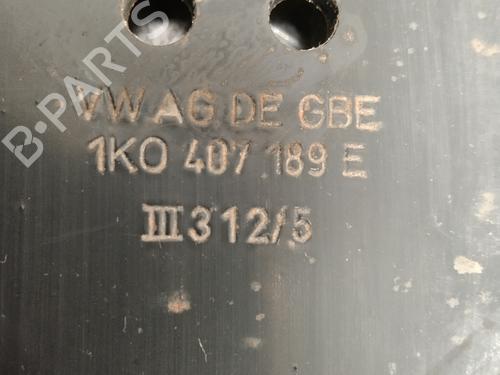 B-PARTS
VW AG DE GBE
1K0 407 189 E
III 312/5